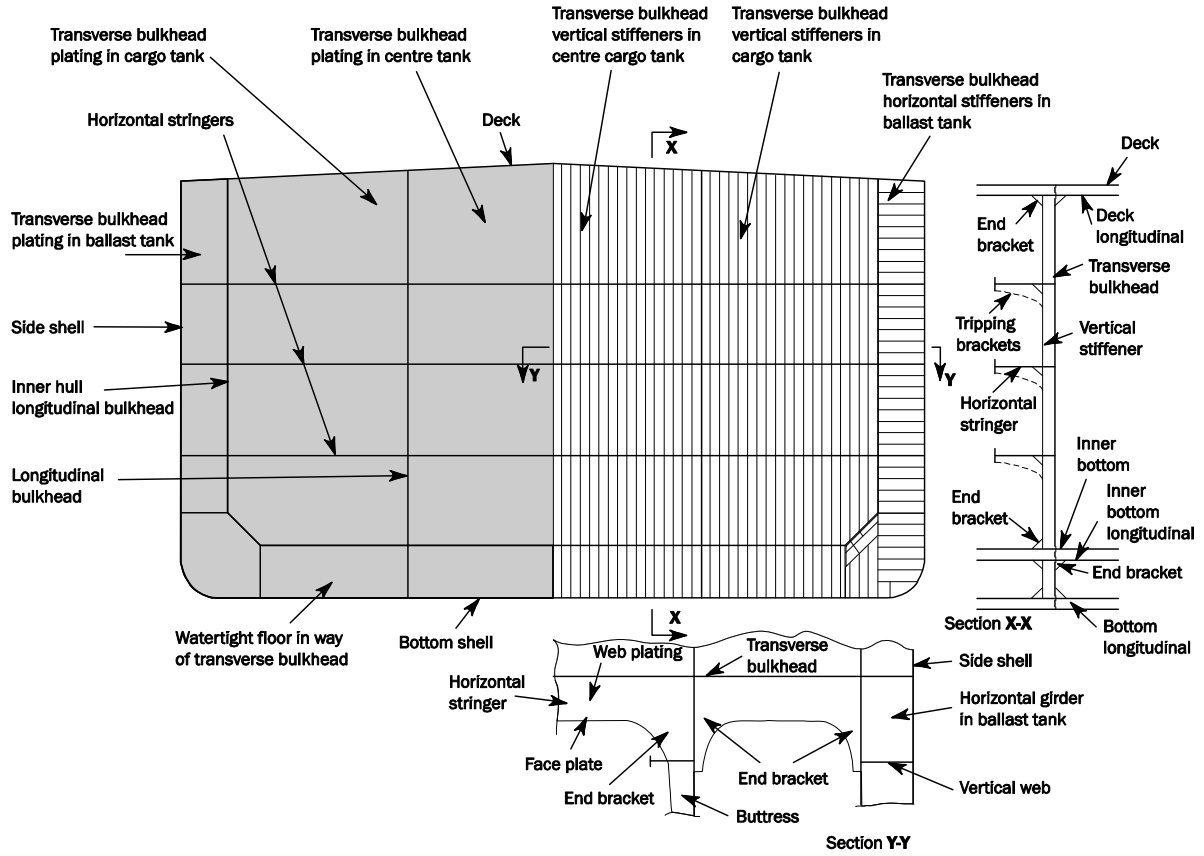 Transverse bulkhead
plating in cargo tank
Transverse bulkhead
plating in centre tank
Transverse bulkhead
vertical stiffeners in
centre cargo tank
Transverse bulkhead
vertical stiffeners in
cargo tank
Transverse bulkhead
horizontal stiffeners in
ballast tank
Horizontal stringers
Deck
X
Deck
Transverse bulkhead
plating in ballast tank
End
bracket
Deck
longitudinal
Transverse
bulkhead
Side shell
Tripping
brackets
Vertical
stiffener
Y
Y
Inner hull
longitudinal bulkhead
Horizontal
stringer
Longitudinal
bulkhead
Inner
bottom
End
bracket
Inner
bottom
longitudinal
End bracket
Watertight floor in way
of transverse bulkhead
Bottom shell
X
Section X-X
Bottom
longitudinal
Web plating
Transverse
bulkhead
Side shell
Horizontal
stringer
Horizontal girder
in ballast tank
Face plate
End bracket
End bracket
Vertical web
Buttress
Section Y-Y